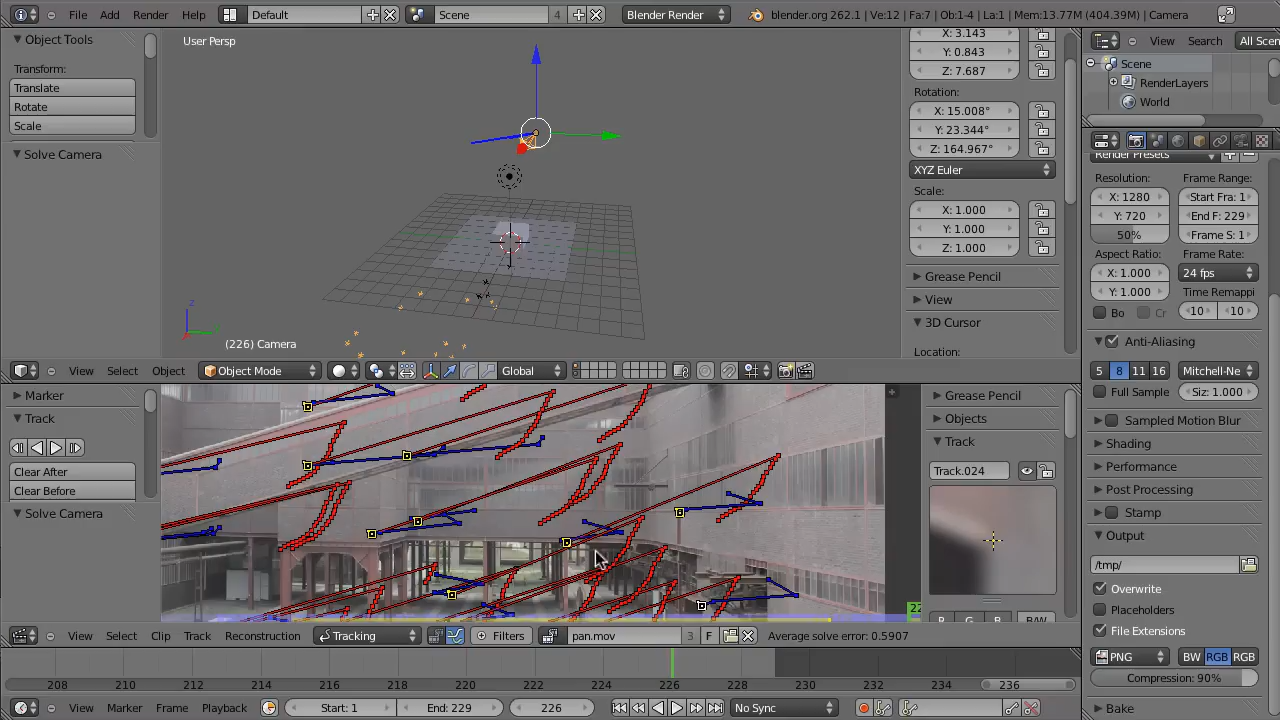 File Add Render Help Default Scene 4 Blender Render blender.org 262.1 | Ve:12 | Fa:7 | Ob:1-4 | La:1 | Mem:13.77M (404.39M) | Camera
Object Tools
Transform:
Translate
Rotate
Scale
Solve Camera
User Persp
(226) Camera
X: 3.143
Y: 0.843
Z: 7.687
Rotation:
X: 15.008°
Y: 23.344°
Z: 164.967°
XYZ Euler
Scale:
X: 1.000
Y: 1.000
Z: 1.000
Grease Pencil
View
3D Cursor
Location:
View Select Object Object Mode Global
View Search All Scen
Scene
RenderLayers
World
Render Presets
Resolution: Frame Range:
X: 1280 Start Fra: 1
Y: 720 End F: 229
50% Frame S: 1
Aspect Ratio: Frame Rate:
X: 1.000 24 fps
Y: 1.000 Time Remappi
Bo Cr 10 10
Anti-Aliasing
5 8 11 16 Mitchell-Ne
Full Sample Siz: 1.000
Sampled Motion Blur
Shading
Performance
Post Processing
Stamp
Output
/tmp/
Overwrite
Placeholders
File Extensions
PNG BW RGB RGB
Compression: 90%
Bake
Marker
Track
Clear After
Clear Before
Solve Camera
Grease Pencil
Objects
Track
Track.024
R G B B/W
22
View Select Clip Track Reconstruction Tracking Filters pan.mov 3 F Average solve error: 0.5907
208 210 212 214 216 218 220 222 224 226 228 230 232 234 236
View Marker Frame Playback Start: 1 End: 229 226 No Sync